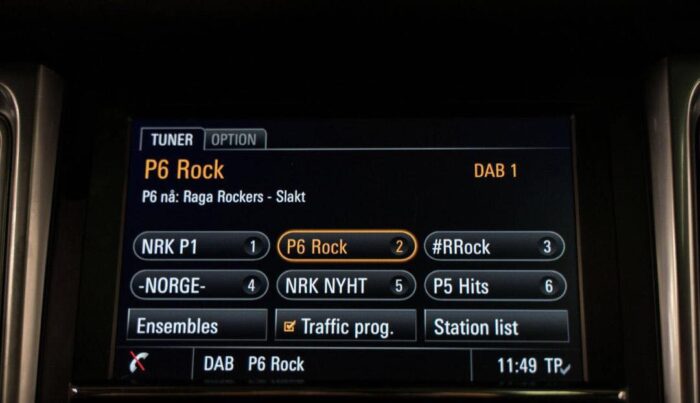 TUNER OPTION
P6 Rock DAB 1
P6 nå: Raga Rockers - Slakt
NRK P1 1 P6 Rock 2 #RRock 3
-NORGE- 4 NRK NYHT 5 P5 Hits 6
Ensembles Traffic prog. Station list
DAB P6 Rock 11:49 TP